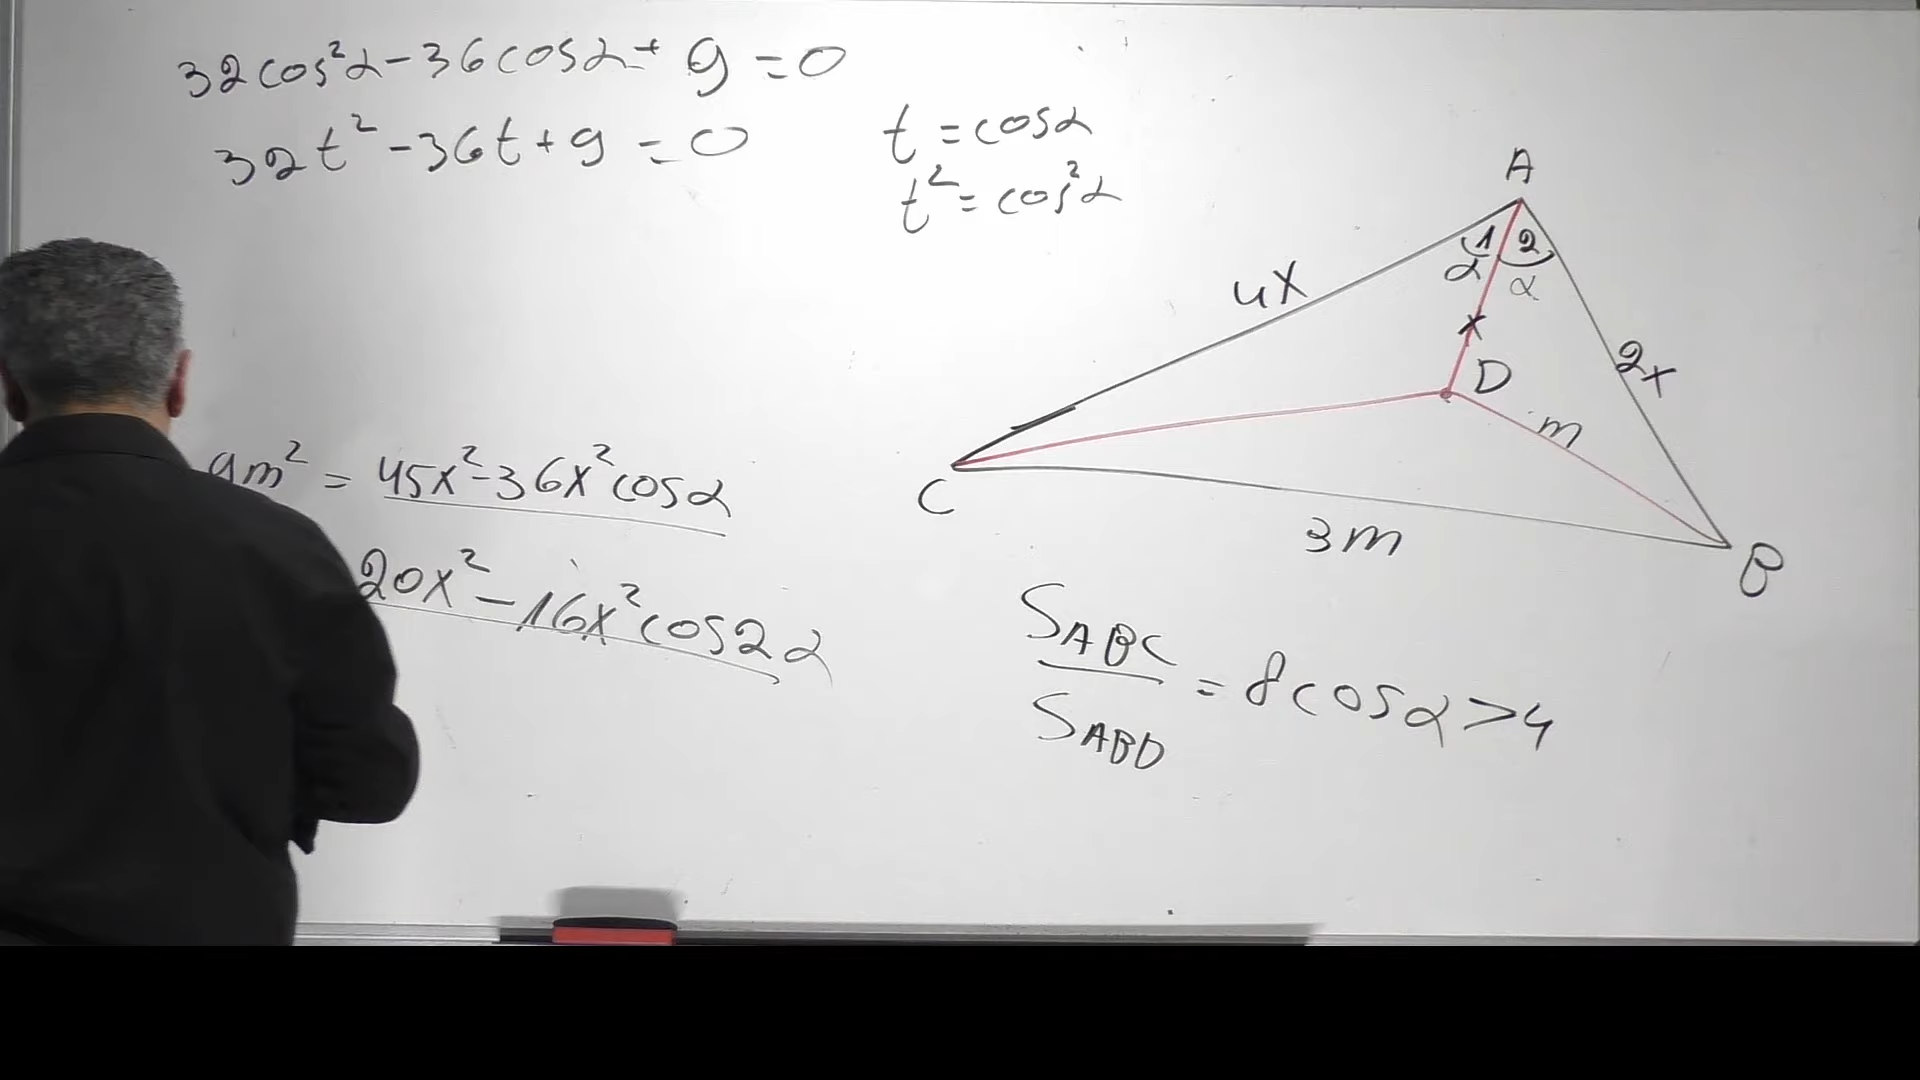 32cos²α-36cosα+9=0
32t²-36t+9=0
t=cosα
t²=cos²α
A
1 2
α α
4x
x
2x
D
m
C
3m
B
9m²=45x²-36x²cosα
20x²-16x²cos2α
S_ABC/S_ABD=8cosα>4